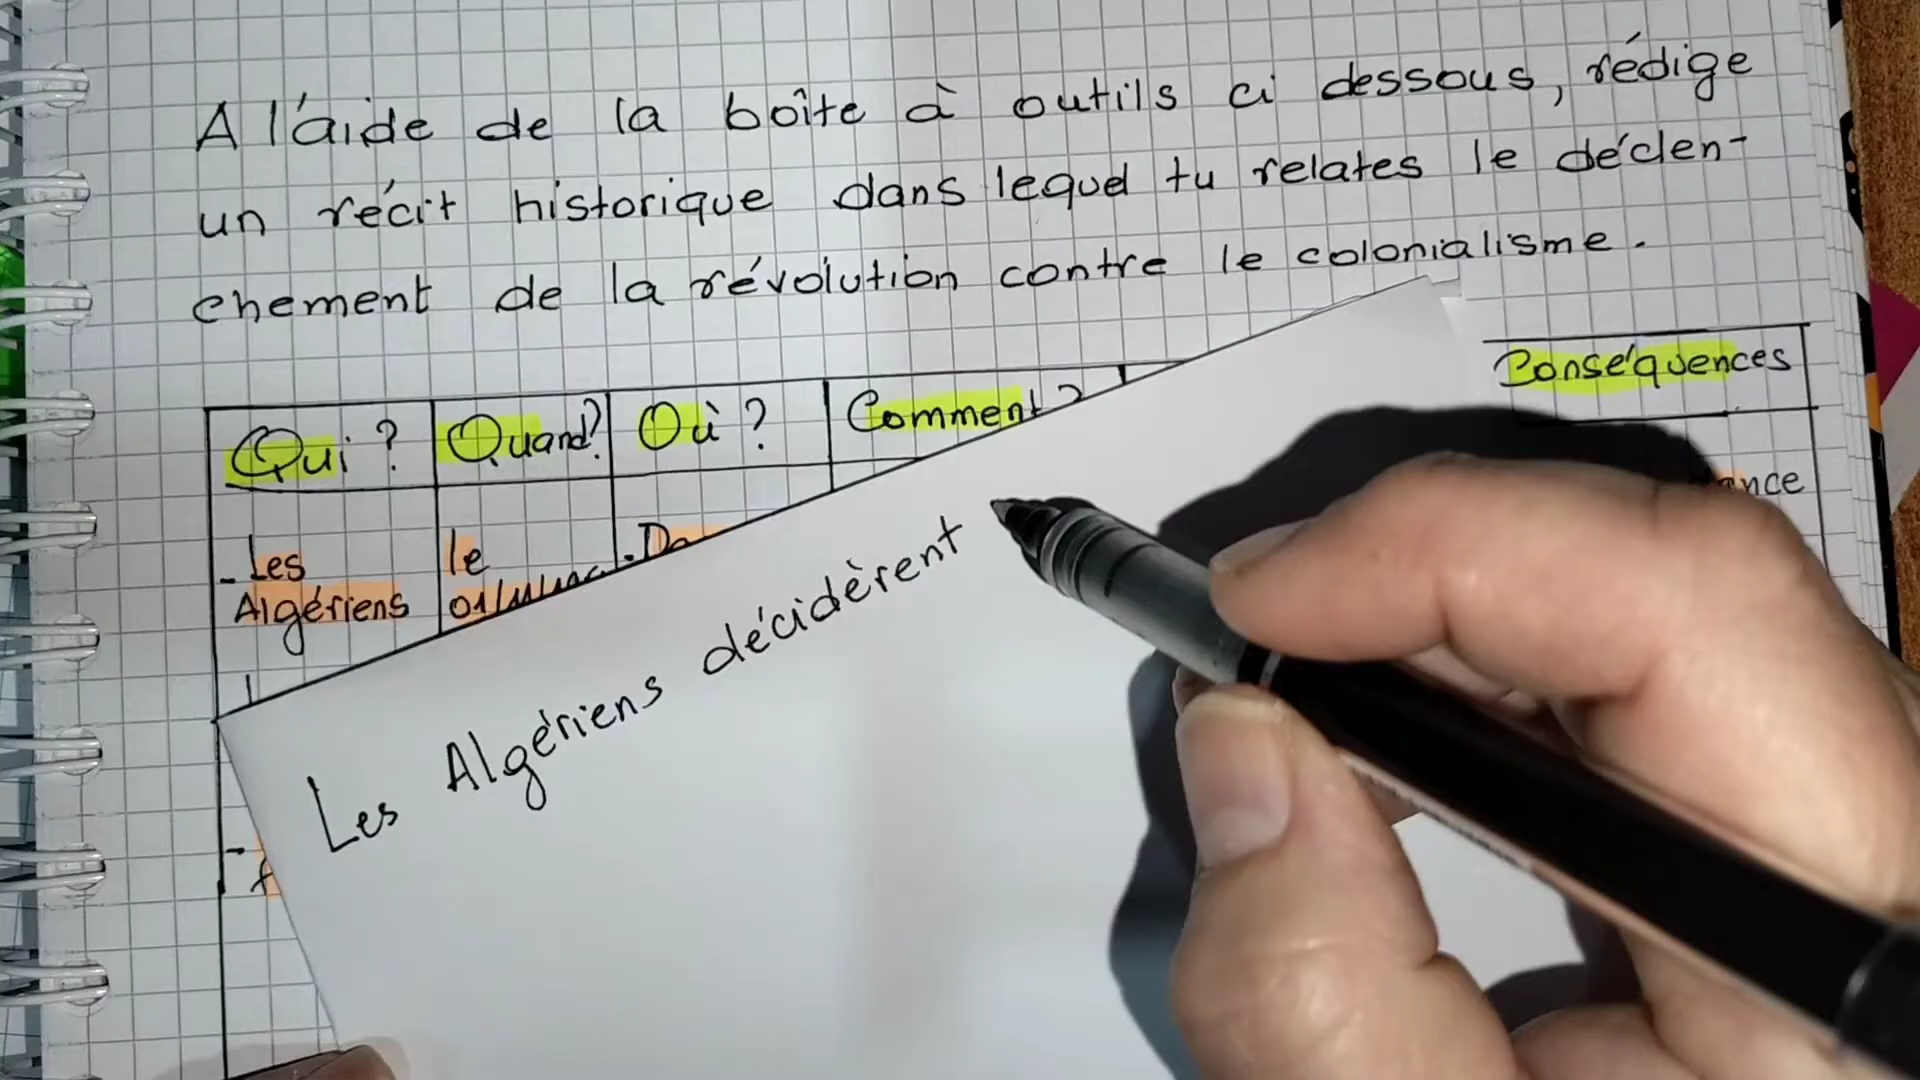 A l'aide de la boîte à outils ci dessous, rédige
un récit historique dans lequel tu relates le déclen-
chement de la révolution contre le colonialisme.
Qui ? Quand? Où ? Comment ? Conséquences
- Les
Algériens
le
Les Algériens décidèrent